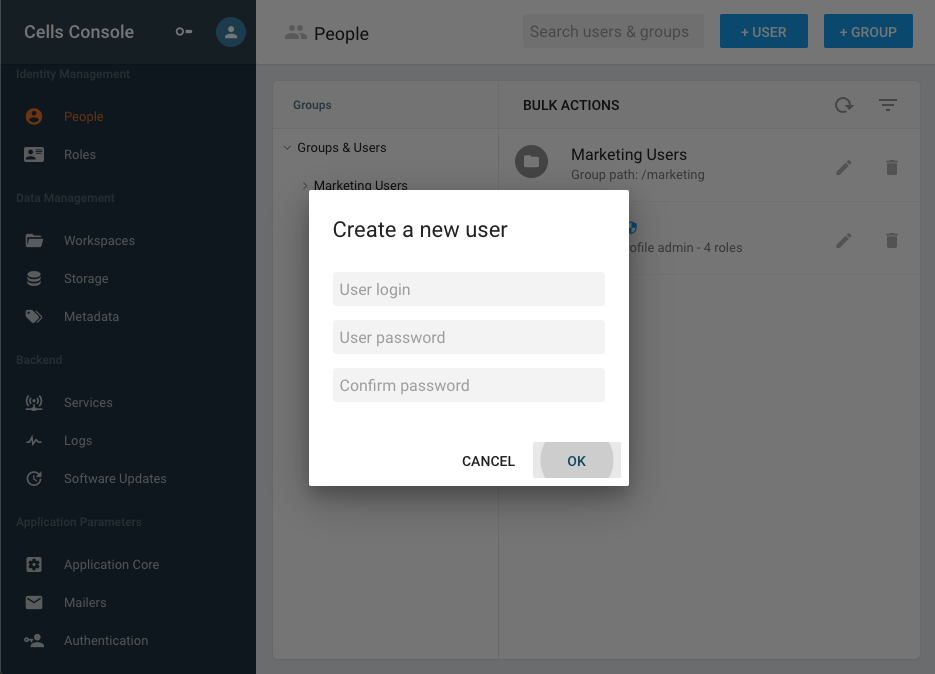 Cells Console
Identity Management
People
Roles
Data Management
Workspaces
Storage
Metadata
Backend
Services
Logs
Software Updates
Application Parameters
Application Core
Mailers
Authentication
People
Search users & groups
+ USER
+ GROUP
Groups
Groups & Users
Marketing Users
BULK ACTIONS
Marketing Users
Group path: /marketing
admin - 4 roles
Create a new user
User login
User password
Confirm password
CANCEL
OK